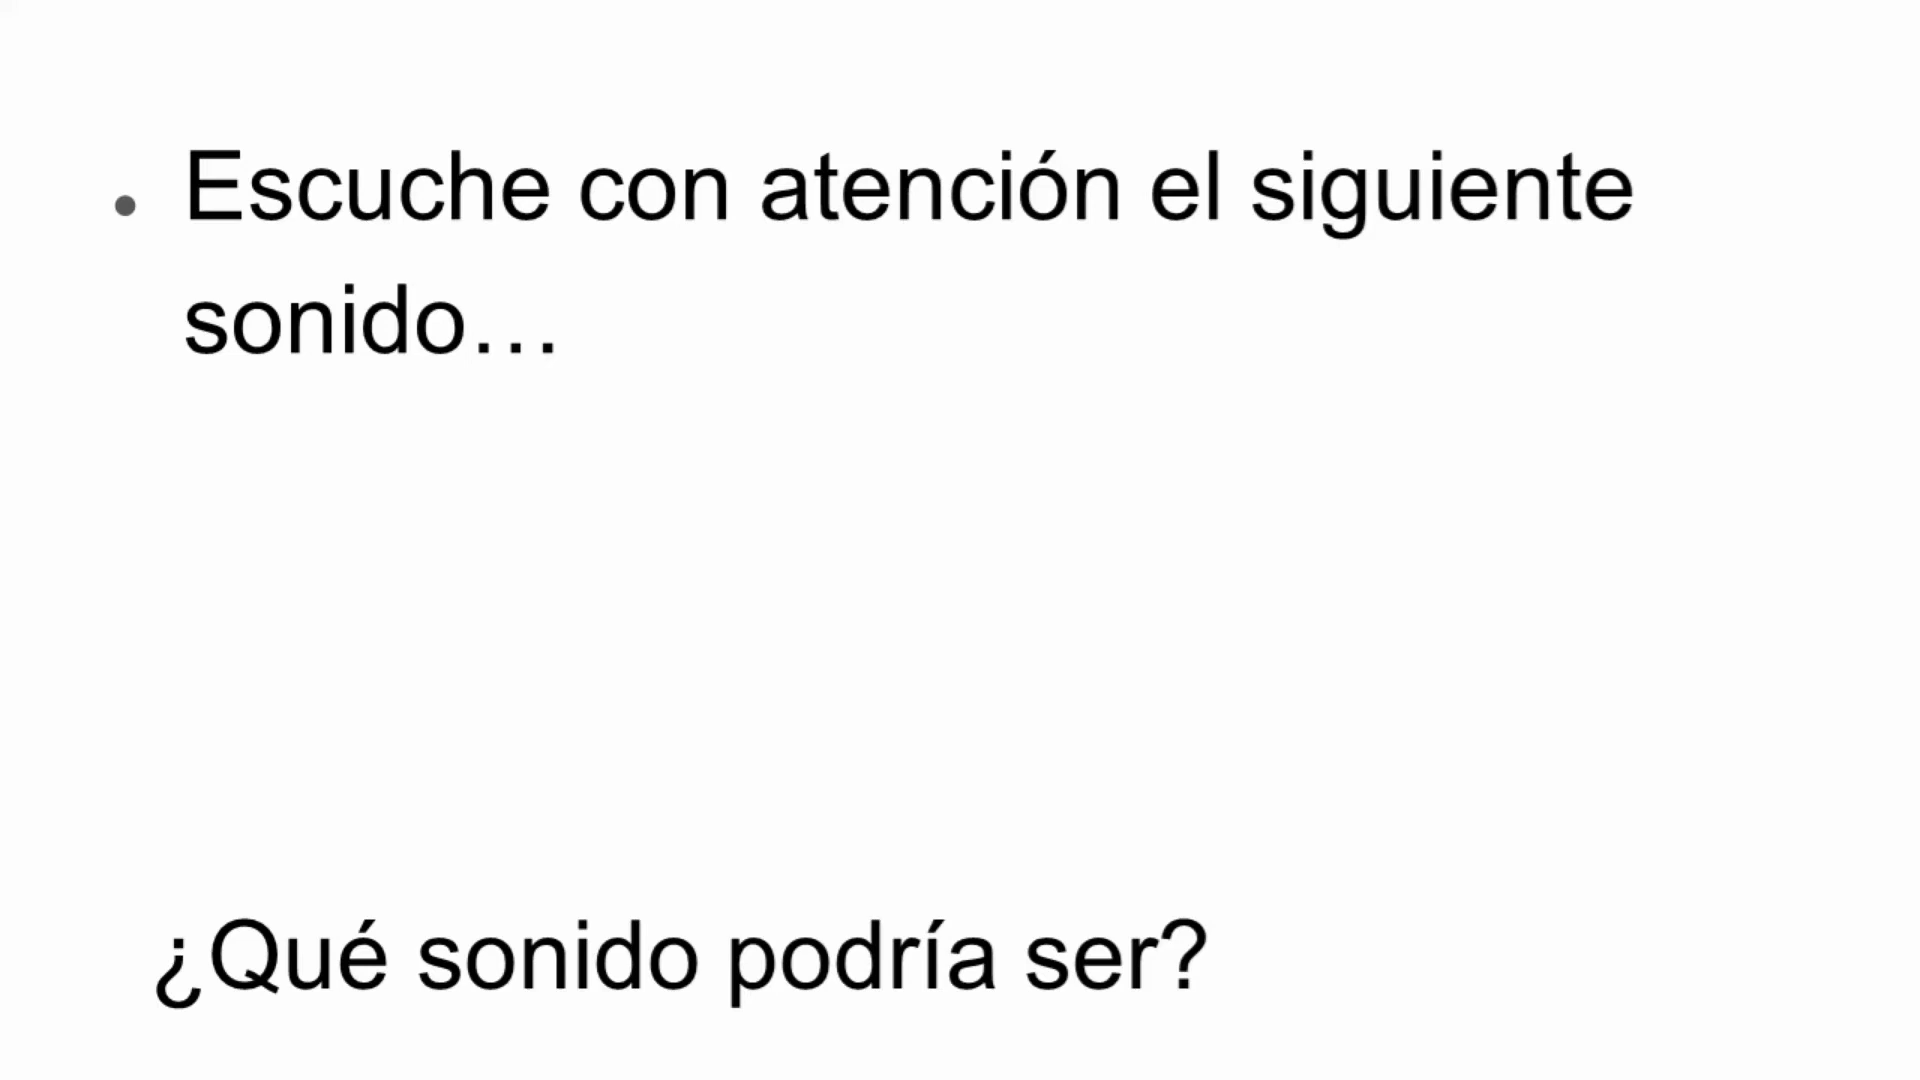 • Escuche con atención el siguiente
sonido…
¿Qué sonido podría ser?